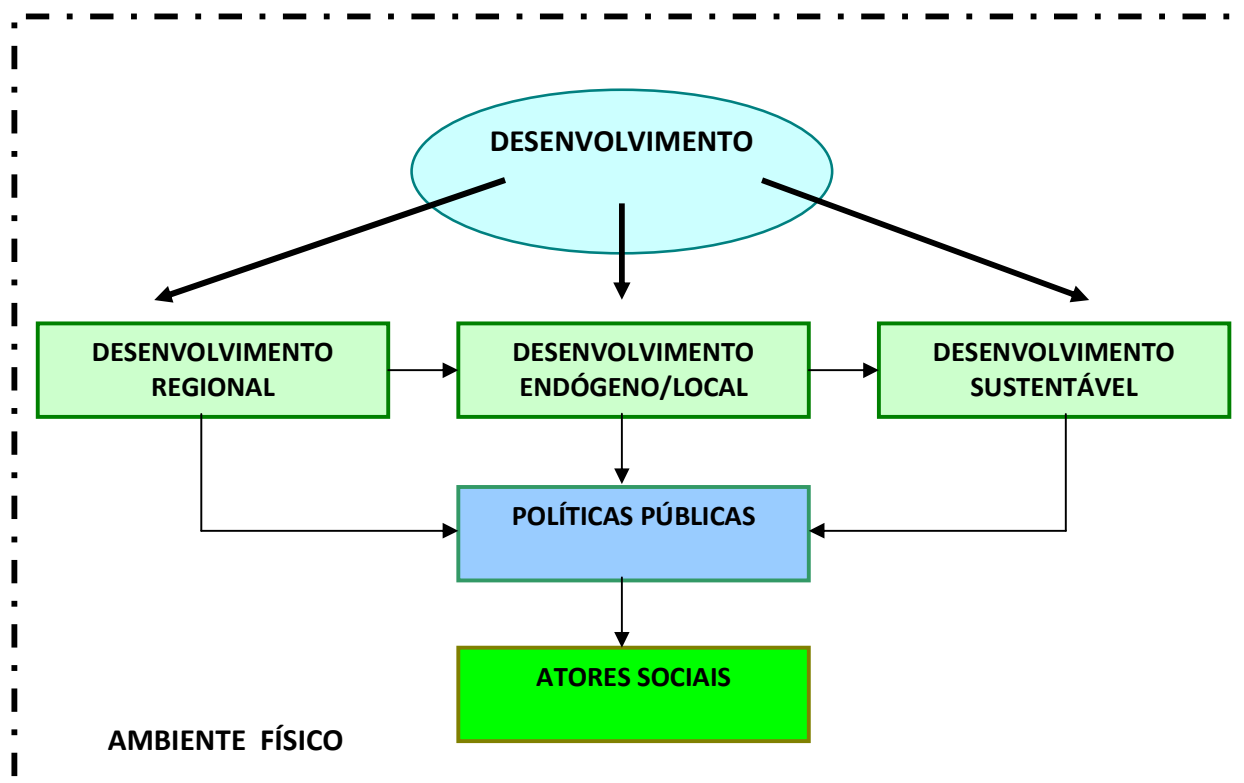 DESENVOLVIMENTO
DESENVOLVIMENTO
REGIONAL
DESENVOLVIMENTO
ENDÓGENO/LOCAL
DESENVOLVIMENTO
SUSTENTÁVEL
POLÍTICAS PÚBLICAS
ATORES SOCIAIS
AMBIENTE FÍSICO